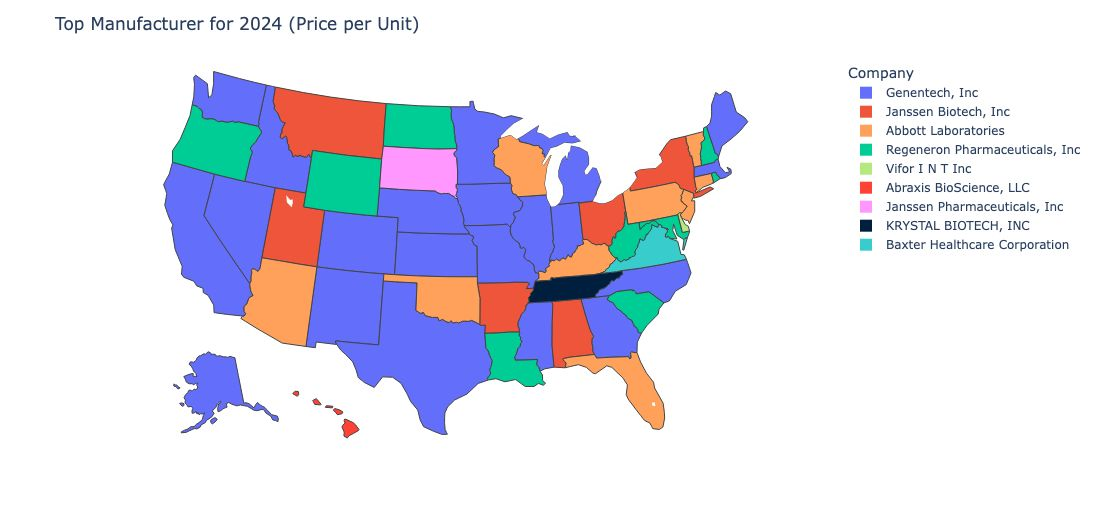 Top Manufacturer for 2024 (Price per Unit)
Company
Genentech, Inc
Janssen Biotech, Inc
Abbott Laboratories
Regeneron Pharmaceuticals, Inc
Vifor I N T Inc
Abraxis BioScience, LLC
Janssen Pharmaceuticals, Inc
KRYSTAL BIOTECH, INC
Baxter Healthcare Corporation